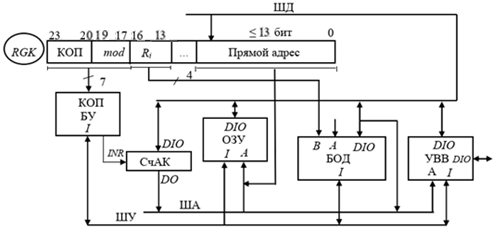 ШД
23 20 19 17 16 13 ≤ 13 бит 0
RGK КОП mod Ri ... Прямой адрес
7 4
КОП
БУ
I
INR
DIO
СчАК
DO
DIO
ОЗУ
I A
B A DIO
БОД
I
DIO
УВВ DIO
A I
ША
ШУ